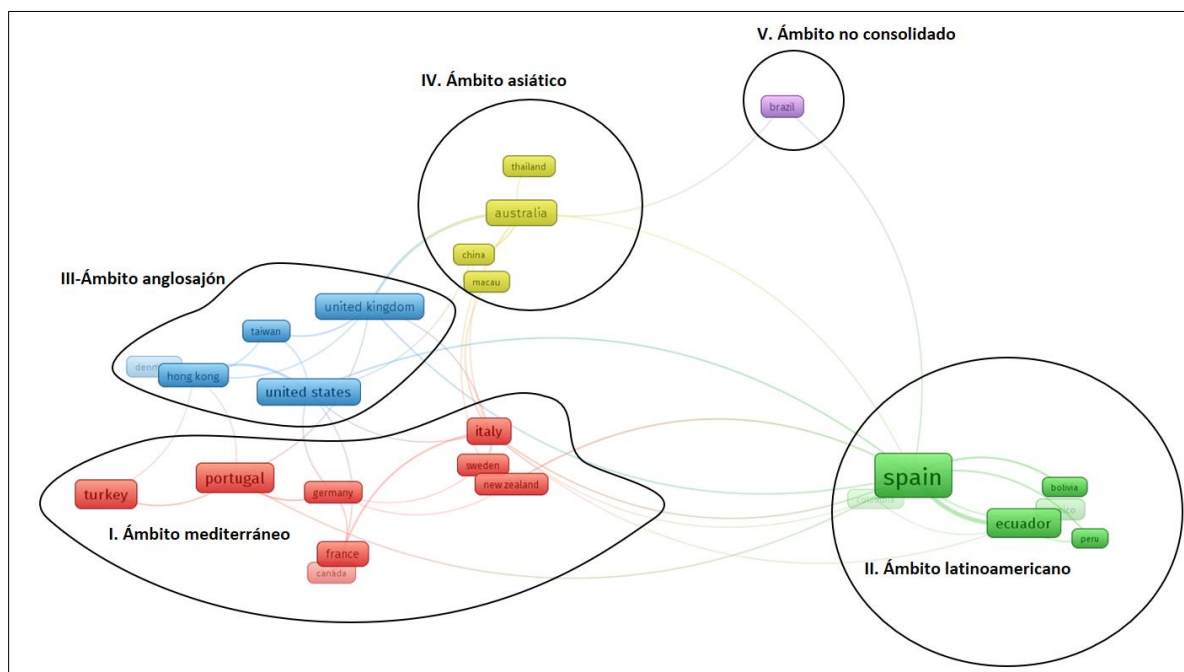 V. Ámbito no consolidado
brazil
IV. Ámbito asiático
thailand
australia
china
macau
III-Ámbito anglosajón
united kingdom
taiwan
hong kong
united states
italy
sweden
new zealand
portugal
turkey
germany
I. Ámbito mediterráneo
france
canada
spain
bolivia
ecuador
peru
II. Ámbito latinoamericano